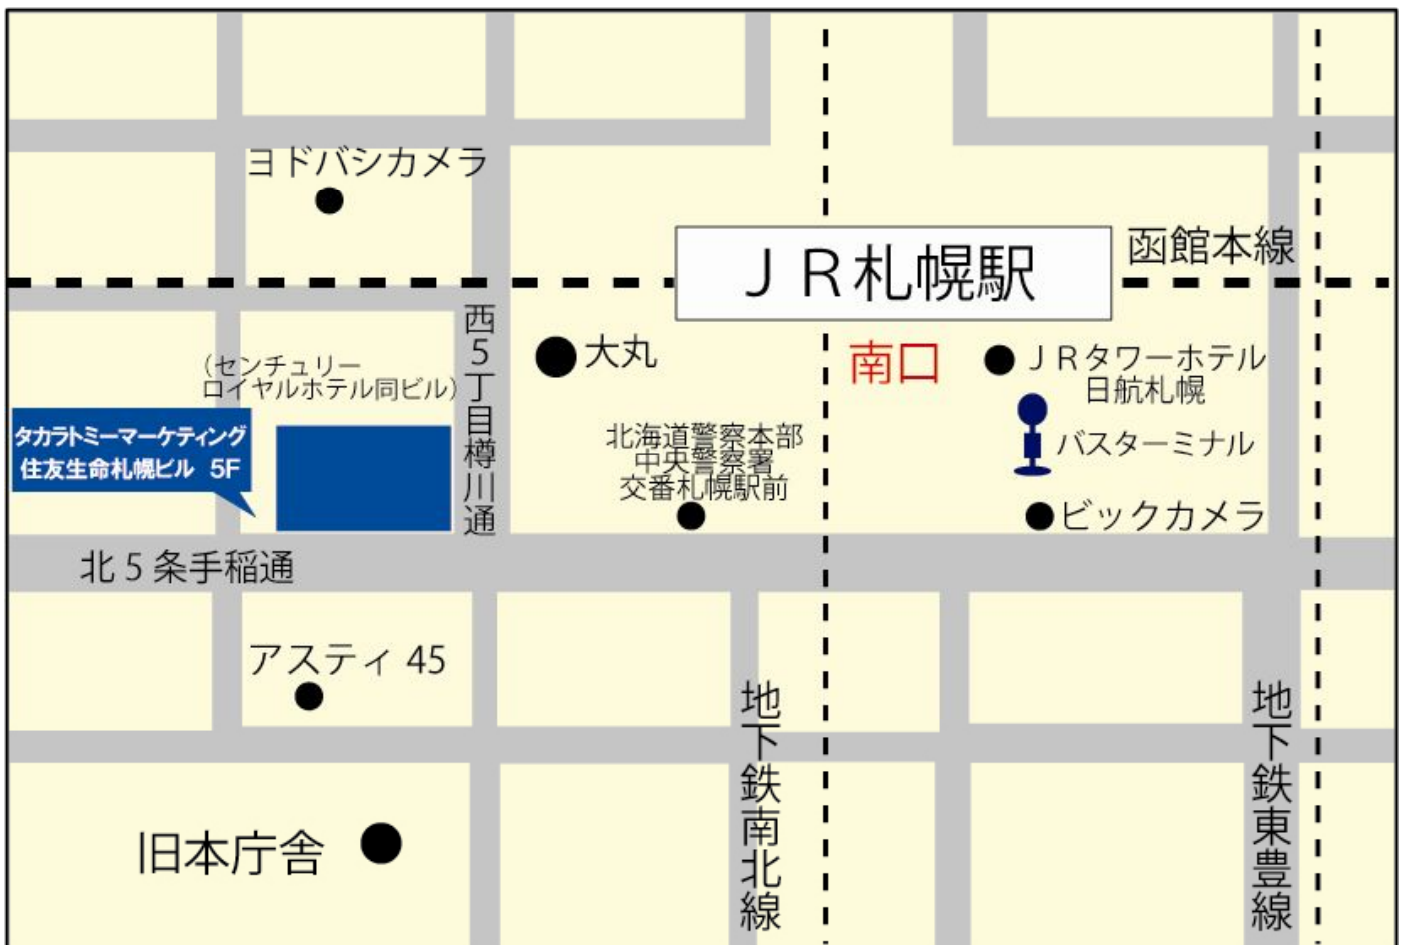 ヨドバシカメラ
函館本線
ＪＲ札幌駅
西5丁目樽川通
大丸
南口
ＪＲタワーホテル
日航札幌
（センチュリー
ロイヤルホテル同ビル）
タカラトミーマーケティング
住友生命札幌ビル 5F
北海道警察本部
中央警察署
交番札幌駅前
バスターミナル
ビックカメラ
北5条手稲通
アスティ45
地下鉄南北線
地下鉄東豊線
旧本庁舎